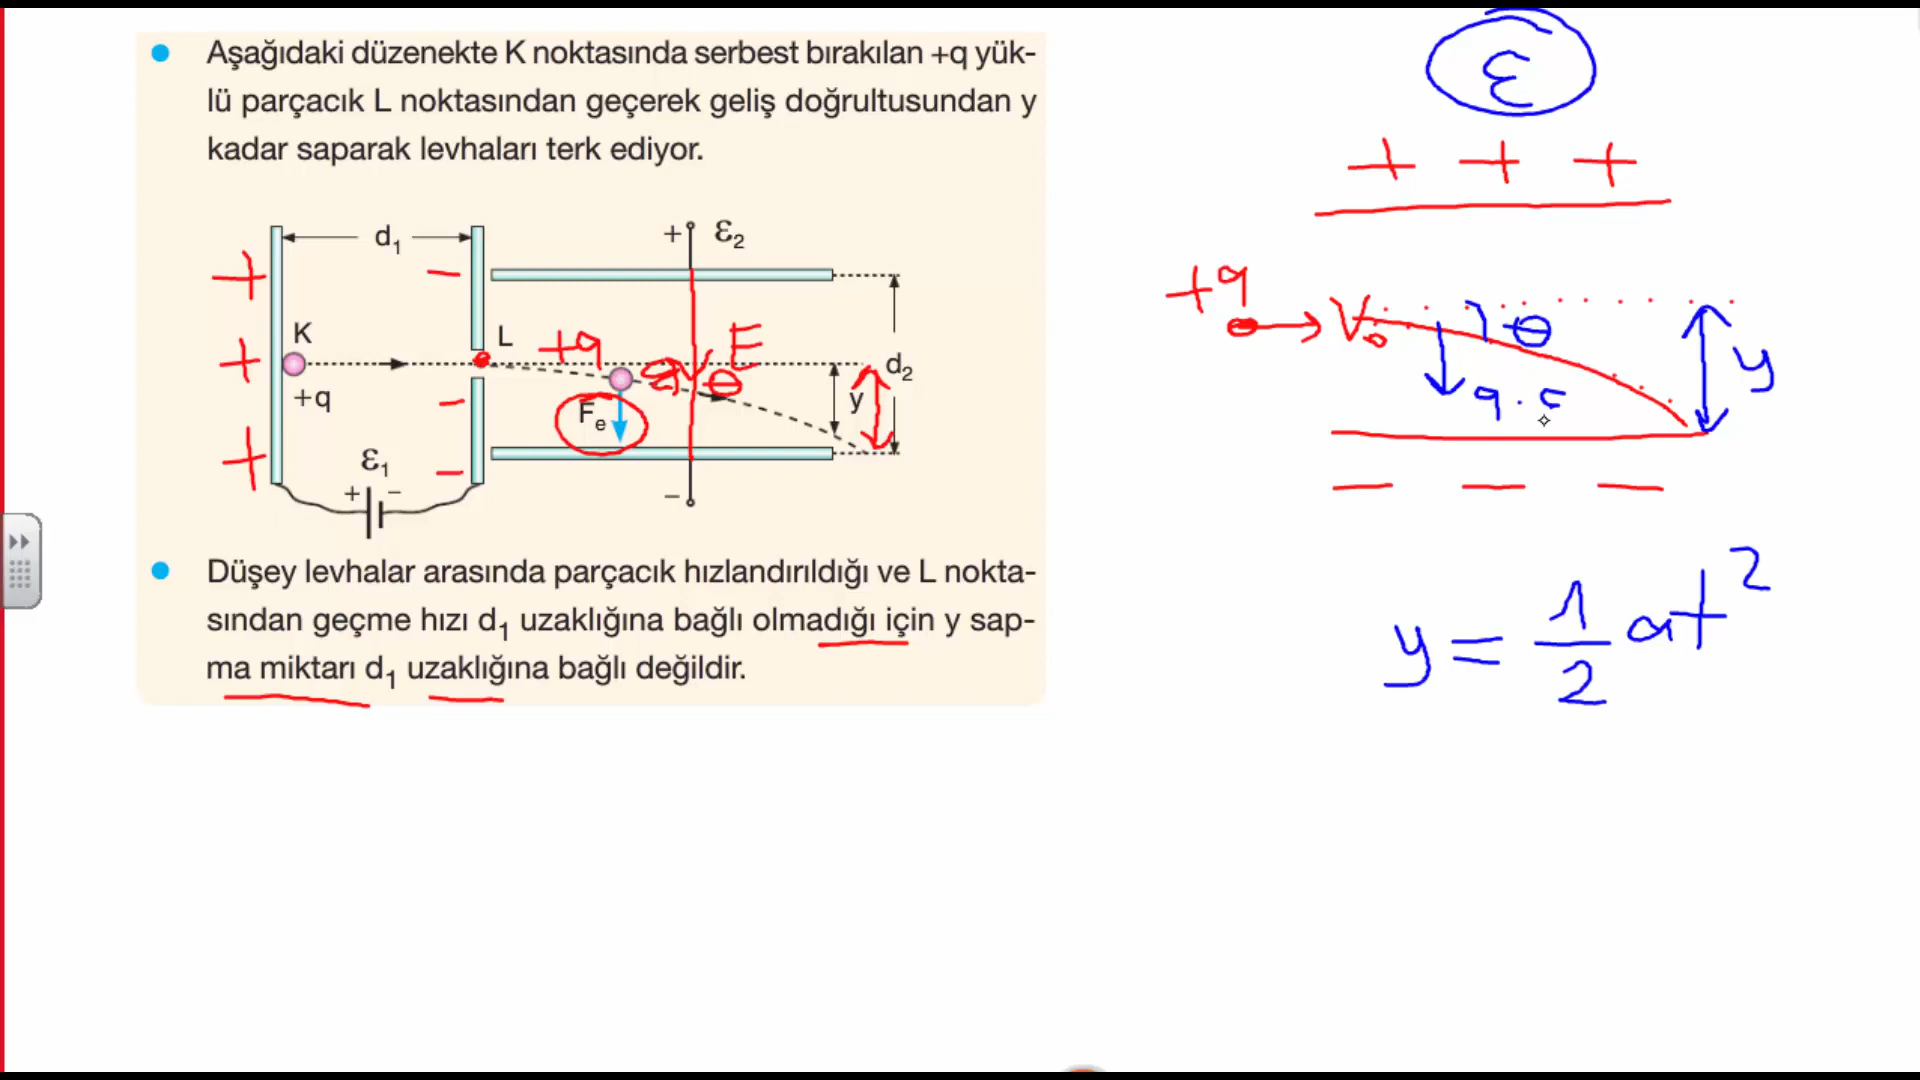 Aşağıdaki düzenekte K noktasında serbest bırakılan +q yük-
lü parçacık L noktasından geçerek geliş doğrultusundan y
kadar saparak levhaları terk ediyor.
d₁
+ ε₂
+ −
K L
+q E
+ −
+q
θ
d₂
y
Fₑ
+ −
ε₁
+ −
−
Düşey levhalar arasında parçacık hızlandırıldığı ve L nokta-
sından geçme hızı d₁ uzaklığına bağlı olmadığı için y sap-
ma miktarı d₁ uzaklığına bağlı değildir.
ε
+ + +
+q
V₀
θ
y
q . E
− − −
y = 1/2 at²